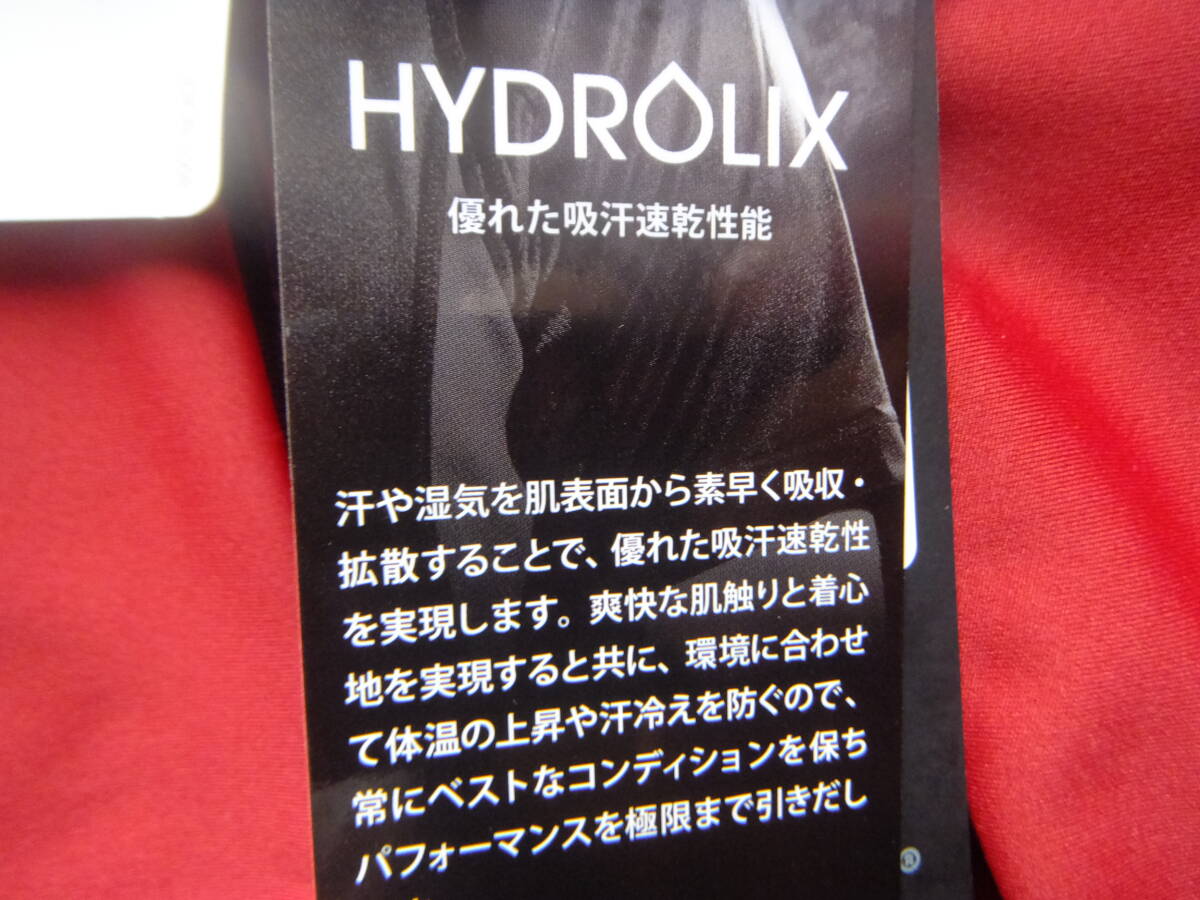 HYDROLIX
優れた吸汗速乾性能
汗や湿気を肌表面から素早く吸収・
拡散することで、優れた吸汗速乾性
を実現します。爽快な肌触りと着心
地を実現すると共に、環境に合わせ
て体温の上昇や汗冷えを防ぐので、
常にベストなコンディションを保ち
パフォーマンスを極限まで引きだし
®